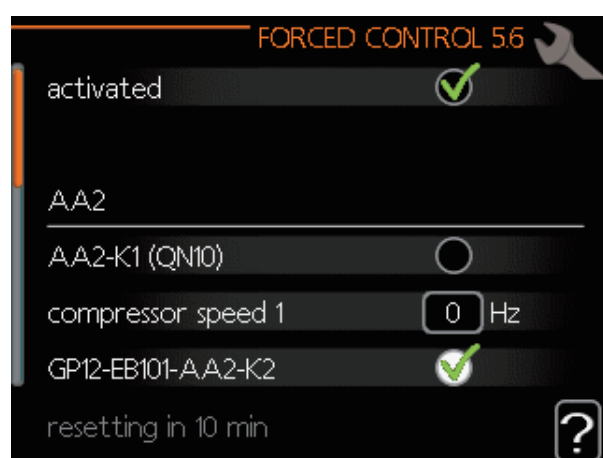 FORCED CONTROL 5.6
activated
AA2
AA2-K1 (QN10)
compressor speed 1 0 Hz
GP12-EB101-AA2-K2
resetting in 10 min
?